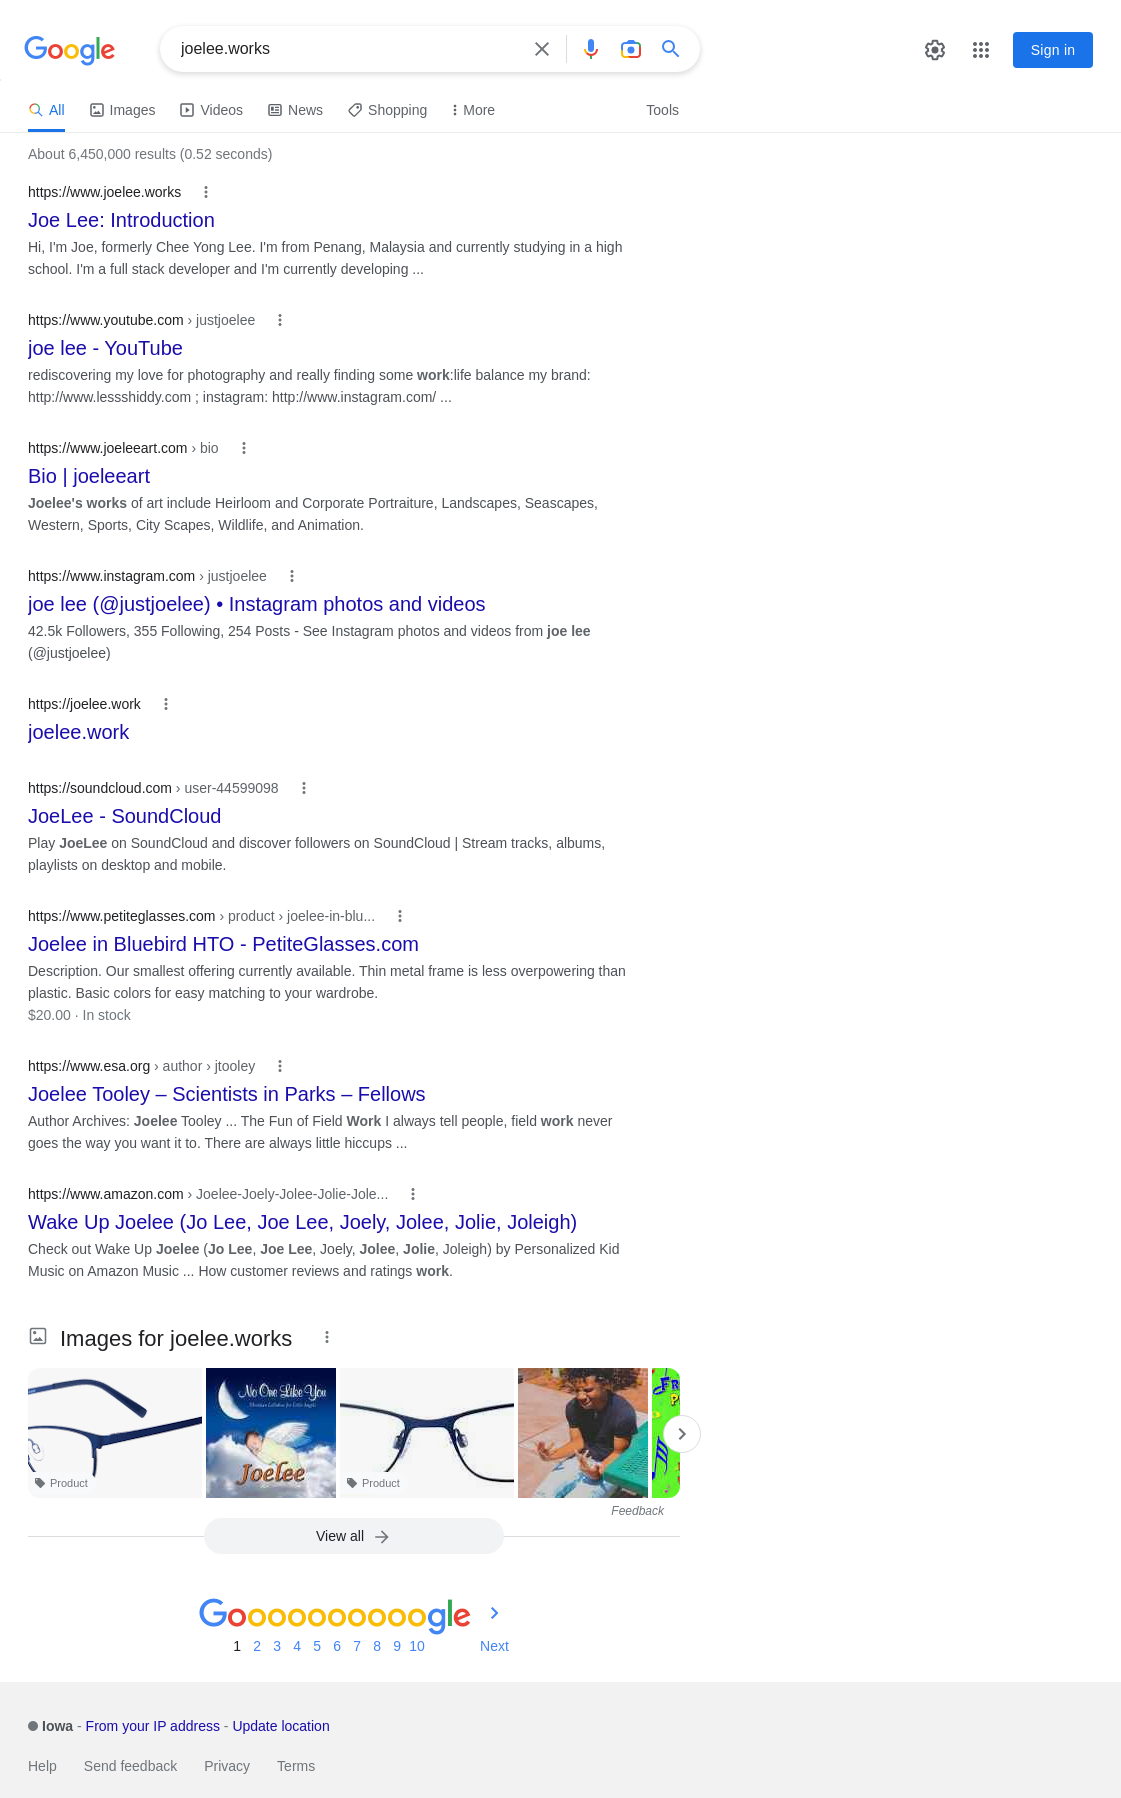 Google
joelee.works
Sign in
All
Images
Videos
News
Shopping
More
Tools
About 6,450,000 results (0.52 seconds)
https://www.joelee.works
Joe Lee: Introduction
Hi, I'm Joe, formerly Chee Yong Lee. I'm from Penang, Malaysia and currently studying in a high
school. I'm a full stack developer and I'm currently developing ...
https://www.youtube.com › justjoelee
joe lee - YouTube
rediscovering my love for photography and really finding some work:life balance my brand:
http://www.lessshiddy.com ; instagram: http://www.instagram.com/ ...
https://www.joeleeart.com › bio
Bio | joeleeart
Joelee's works of art include Heirloom and Corporate Portraiture, Landscapes, Seascapes,
Western, Sports, City Scapes, Wildlife, and Animation.
https://www.instagram.com › justjoelee
joe lee (@justjoelee) • Instagram photos and videos
42.5k Followers, 355 Following, 254 Posts - See Instagram photos and videos from joe lee
(@justjoelee)
https://joelee.work
joelee.work
https://soundcloud.com › user-44599098
JoeLee - SoundCloud
Play JoeLee on SoundCloud and discover followers on SoundCloud | Stream tracks, albums,
playlists on desktop and mobile.
https://www.petiteglasses.com › product › joelee-in-blu...
Joelee in Bluebird HTO - PetiteGlasses.com
Description. Our smallest offering currently available. Thin metal frame is less overpowering than
plastic. Basic colors for easy matching to your wardrobe.
$20.00 · In stock
https://www.esa.org › author › jtooley
Joelee Tooley – Scientists in Parks – Fellows
Author Archives: Joelee Tooley ... The Fun of Field Work I always tell people, field work never
goes the way you want it to. There are always little hiccups ...
https://www.amazon.com › Joelee-Joely-Jolee-Jolie-Jole...
Wake Up Joelee (Jo Lee, Joe Lee, Joely, Jolee, Jolie, Joleigh)
Check out Wake Up Joelee (Jo Lee, Joe Lee, Joely, Jolee, Jolie, Joleigh) by Personalized Kid
Music on Amazon Music ... How customer reviews and ratings work.
Images for joelee.works
Product
No One Like You
Joelee
Product
Feedback
View all
Goooooooooogle
1 2 3 4 5 6 7 8 9 10 Next
Iowa - From your IP address - Update location
Help
Send feedback
Privacy
Terms